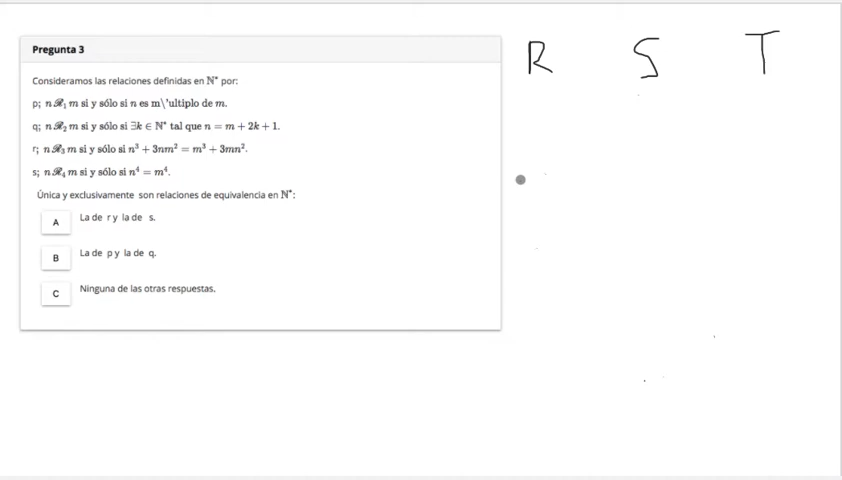 Pregunta 3
R S T
Consideramos las relaciones definidas en ℕ* por:
p; n ℛ₁ m si y sólo si n es m\'ultiplo de m.
q; n ℛ₂ m si y sólo si ∃k ∈ ℕ* tal que n = m + 2k + 1.
r; n ℛ₃ m si y sólo si n³ + 3nm² = m³ + 3mn².
s; n ℛ₄ m si y sólo si n⁴ = m⁴.
Única y exclusivamente son relaciones de equivalencia en ℕ*:
A La de r y la de s.
B La de p y la de q.
C Ninguna de las otras respuestas.